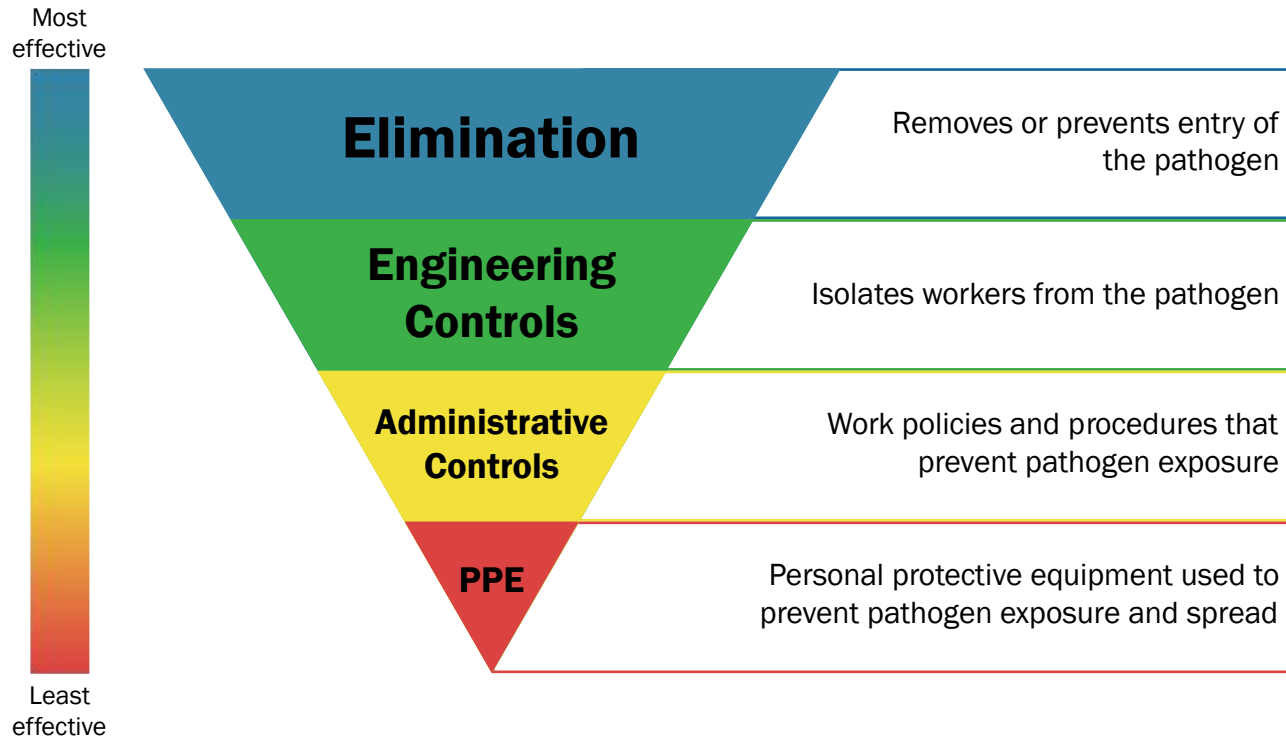 Most
effective
Elimination
Removes or prevents entry of
the pathogen
Engineering
Controls
Isolates workers from the pathogen
Administrative
Controls
Work policies and procedures that
prevent pathogen exposure
PPE
Personal protective equipment used to
prevent pathogen exposure and spread
Least
effective